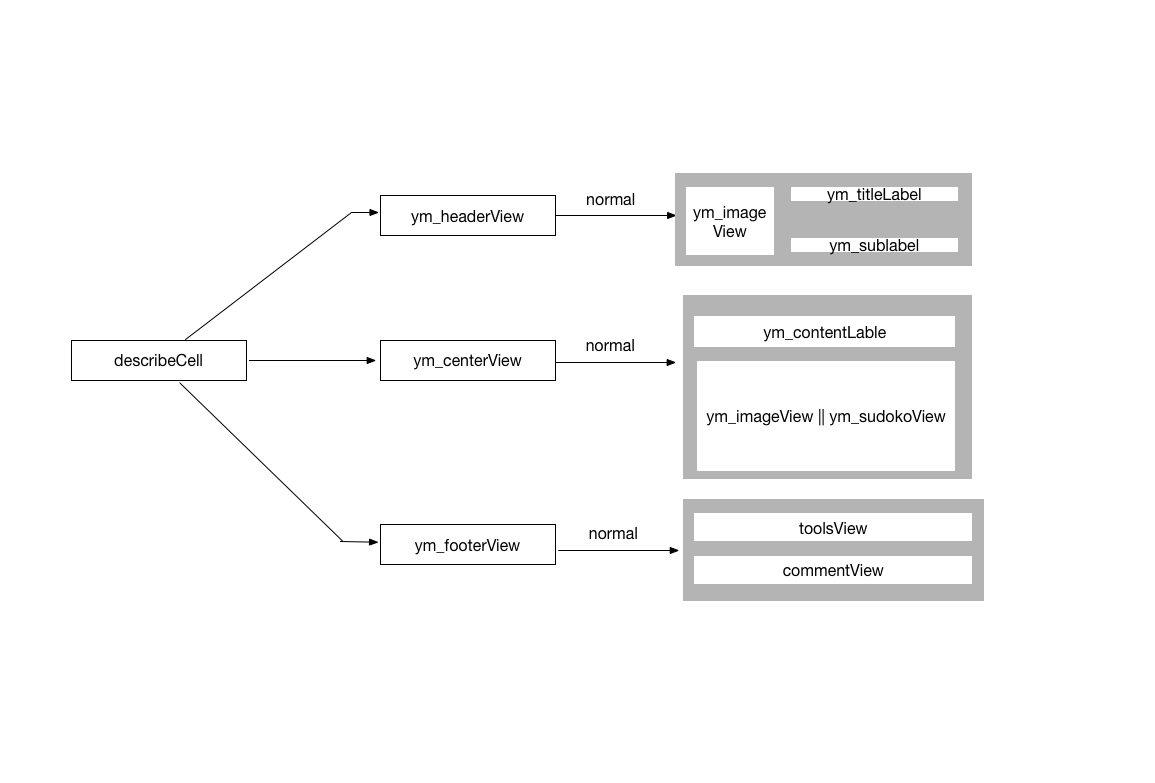 normal
ym_headerView
ym_image
View
ym_titleLabel
ym_sublabel
describeCell
ym_centerView
normal
ym_contentLable
ym_imageView || ym_sudokoView
ym_footerView
normal
toolsView
commentView